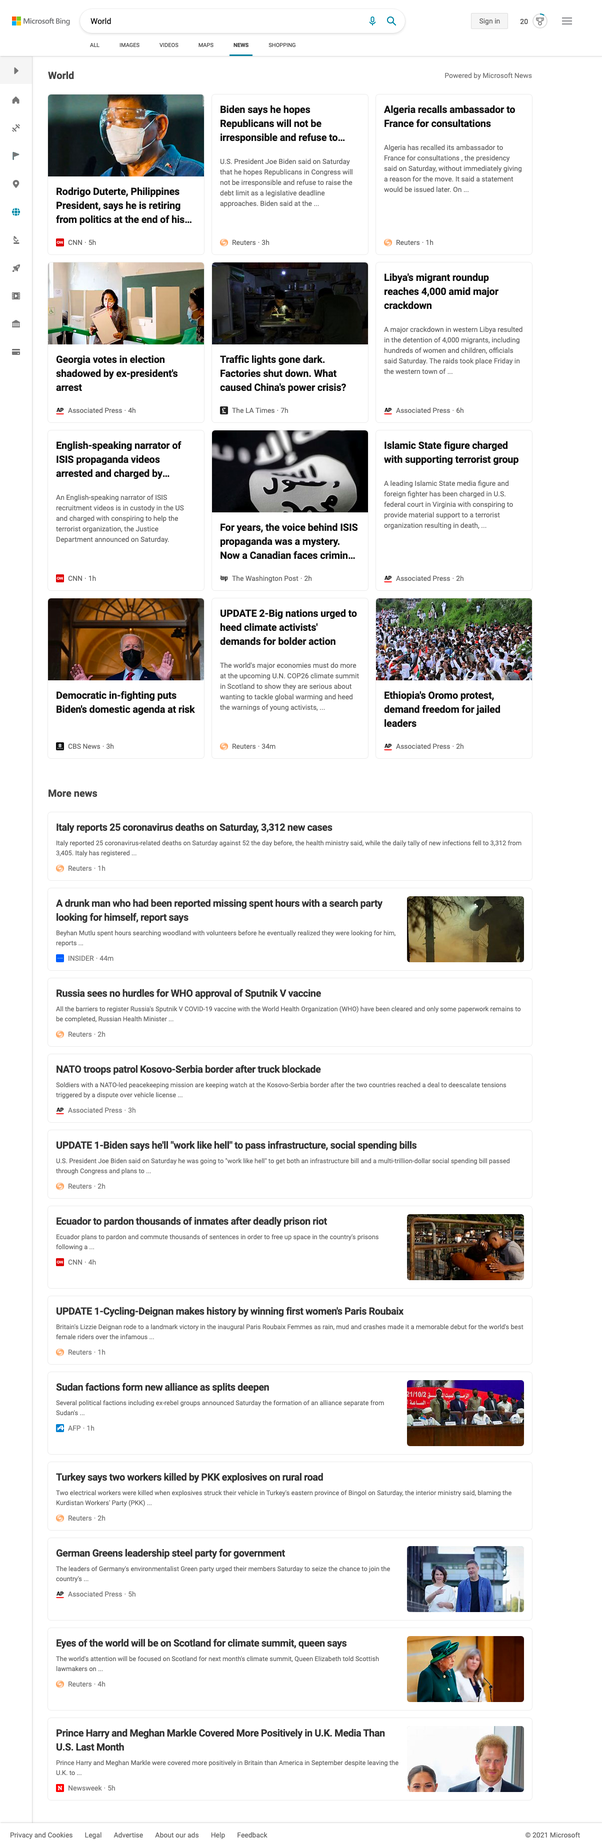 Microsoft Bing
World
Sign in
20
ALL IMAGES VIDEOS MAPS NEWS SHOPPING
World
Powered by Microsoft News
Rodrigo Duterte, Philippines
President, says he is retiring
from politics at the end of his...
CNN · 5h
Biden says he hopes
Republicans will not be
irresponsible and refuse to...
U.S. President Joe Biden said on Saturday
that he hopes Republicans in Congress will
not be irresponsible and refuse to raise the
debt limit as a legislative deadline
approaches. Biden said at the ...
Reuters · 3h
Algeria recalls ambassador to
France for consultations
Algeria has recalled its ambassador to
France for consultations , the presidency
said on Saturday, without immediately giving
a reason for the move. It said a statement
would be issued later. On ...
Reuters · 1h
Georgia votes in election
shadowed by ex-president's
arrest
AP Associated Press · 4h
Traffic lights gone dark.
Factories shut down. What
caused China's power crisis?
The LA Times · 7h
Libya's migrant roundup
reaches 4,000 amid major
crackdown
A major crackdown in western Libya resulted
in the detention of 4,000 migrants, including
hundreds of women and children, officials
said Saturday. The raids took place Friday in
the western town of ...
AP Associated Press · 6h
English-speaking narrator of
ISIS propaganda videos
arrested and charged by...
An English-speaking narrator of ISIS
recruitment videos is in custody in the US
and charged with conspiring to help the
terrorist organization, the Justice
Department announced on Saturday.
CNN · 1h
For years, the voice behind ISIS
propaganda was a mystery.
Now a Canadian faces crimin...
wp The Washington Post · 2h
Islamic State figure charged
with supporting terrorist group
A leading Islamic State media figure and
foreign fighter has been charged in U.S.
federal court in Virginia with conspiring to
provide material support to a terrorist
organization resulting in death, ...
AP Associated Press · 2h
Democratic in-fighting puts
Biden's domestic agenda at risk
CBS News · 3h
UPDATE 2-Big nations urged to
heed climate activists'
demands for bolder action
The world's major economies must do more
at the upcoming U.N. COP26 climate summit
in Scotland to show they are serious about
wanting to tackle global warming and heed
the warnings of young activists, ...
Reuters · 34m
Ethiopia's Oromo protest,
demand freedom for jailed
leaders
AP Associated Press · 2h
More news
Italy reports 25 coronavirus deaths on Saturday, 3,312 new cases
Italy reported 25 coronavirus-related deaths on Saturday against 52 the day before, the health ministry said, while the daily tally of new infections fell to 3,312 from
3,405. Italy has registered ...
Reuters · 1h
A drunk man who had been reported missing spent hours with a search party
looking for himself, report says
Beyhan Mutlu spent hours searching woodland with volunteers before he eventually realized they were looking for him,
reports ...
INSIDER · 44m
Russia sees no hurdles for WHO approval of Sputnik V vaccine
All the barriers to register Russia's Sputnik V COVID-19 vaccine with the World Health Organization (WHO) have been cleared and only some paperwork remains to
be completed, Russian Health Minister ...
Reuters · 2h
NATO troops patrol Kosovo-Serbia border after truck blockade
Soldiers with a NATO-led peacekeeping mission are keeping watch at the Kosovo-Serbia border after the two countries reached a deal to deescalate tensions
triggered by a dispute over vehicle license ...
AP Associated Press · 3h
UPDATE 1-Biden says he'll "work like hell" to pass infrastructure, social spending bills
U.S. President Joe Biden said on Saturday he was going to "work like hell" to get both an infrastructure bill and a multi-trillion-dollar social spending bill passed
through Congress and plans to ...
Reuters · 2h
Ecuador to pardon thousands of inmates after deadly prison riot
Ecuador plans to pardon and commute thousands of sentences in order to free up space in the country's prisons
following a ...
CNN · 4h
UPDATE 1-Cycling-Deignan makes history by winning first women's Paris Roubaix
Britain's Lizzie Deignan rode to a landmark victory in the inaugural Paris Roubaix Femmes as rain, mud and crashes made it a memorable debut for the world's best
female riders over the infamous ...
Reuters · 1h
Sudan factions form new alliance as splits deepen
Several political factions including ex-rebel groups announced Saturday the formation of an alliance separate from
Sudan's ...
AFP · 1h
Turkey says two workers killed by PKK explosives on rural road
Two electrical workers were killed when explosives struck their vehicle in Turkey's eastern province of Bingol on Saturday, the interior ministry said, blaming the
Kurdistan Workers' Party (PKK) ...
Reuters · 2h
German Greens leadership steel party for government
The leaders of Germany's environmentalist Green party urged their members Saturday to seize the chance to join the
country's ...
AP Associated Press · 5h
Eyes of the world will be on Scotland for climate summit, queen says
The world's attention will be focused on Scotland for next month's climate summit, Queen Elizabeth told Scottish
lawmakers on ...
Reuters · 4h
Prince Harry and Meghan Markle Covered More Positively in U.K. Media Than
U.S. Last Month
Prince Harry and Meghan Markle were covered more positively in Britain than America in September despite leaving the
U.K. to ...
N Newsweek · 5h
Privacy and Cookies Legal Advertise About our ads Help Feedback
© 2021 Microsoft